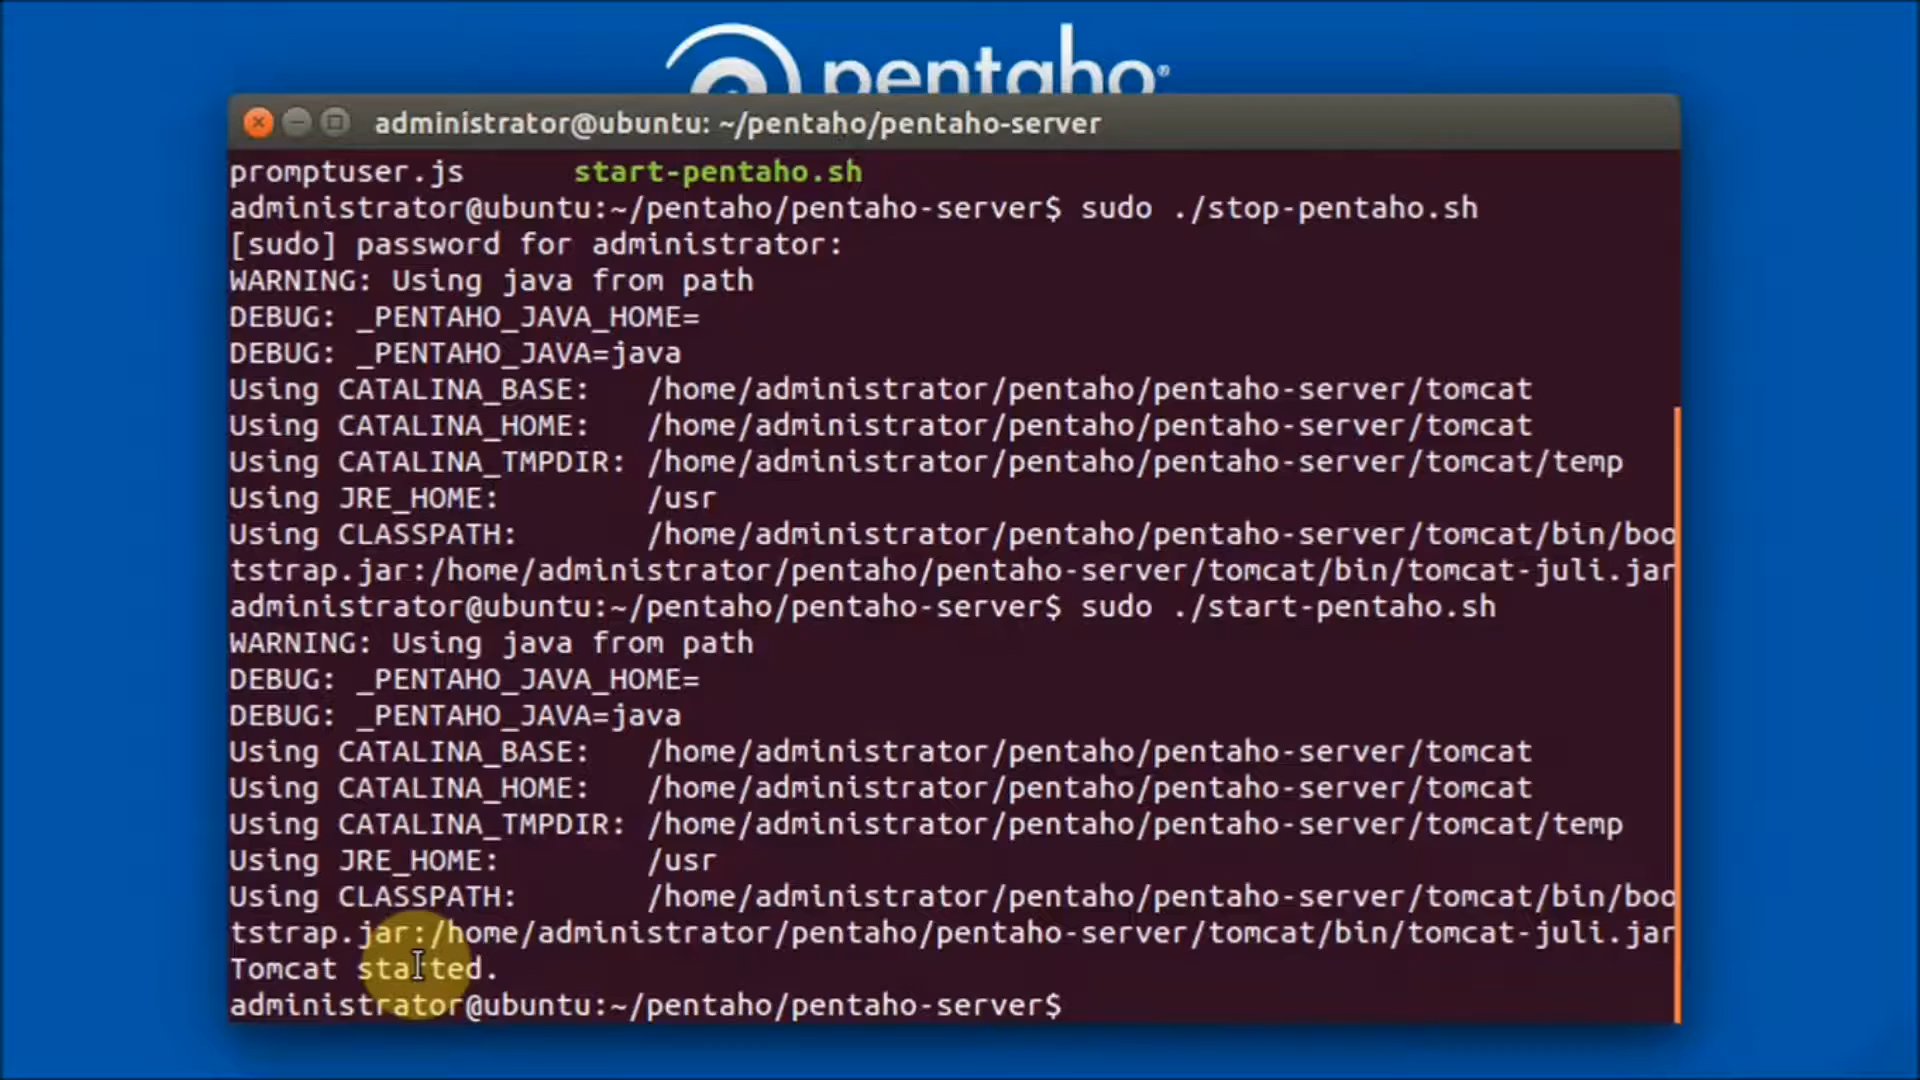 pentaho®
administrator@ubuntu: ~/pentaho/pentaho-server
promptuser.js start-pentaho.sh
administrator@ubuntu:~/pentaho/pentaho-server$ sudo ./stop-pentaho.sh
[sudo] password for administrator:
WARNING: Using java from path
DEBUG: _PENTAHO_JAVA_HOME=
DEBUG: _PENTAHO_JAVA=java
Using CATALINA_BASE: /home/administrator/pentaho/pentaho-server/tomcat
Using CATALINA_HOME: /home/administrator/pentaho/pentaho-server/tomcat
Using CATALINA_TMPDIR: /home/administrator/pentaho/pentaho-server/tomcat/temp
Using JRE_HOME: /usr
Using CLASSPATH: /home/administrator/pentaho/pentaho-server/tomcat/bin/boo
tstrap.jar:/home/administrator/pentaho/pentaho-server/tomcat/bin/tomcat-juli.jar
administrator@ubuntu:~/pentaho/pentaho-server$ sudo ./start-pentaho.sh
WARNING: Using java from path
DEBUG: _PENTAHO_JAVA_HOME=
DEBUG: _PENTAHO_JAVA=java
Using CATALINA_BASE: /home/administrator/pentaho/pentaho-server/tomcat
Using CATALINA_HOME: /home/administrator/pentaho/pentaho-server/tomcat
Using CATALINA_TMPDIR: /home/administrator/pentaho/pentaho-server/tomcat/temp
Using JRE_HOME: /usr
Using CLASSPATH: /home/administrator/pentaho/pentaho-server/tomcat/bin/boo
tstrap.jar:/home/administrator/pentaho/pentaho-server/tomcat/bin/tomcat-juli.jar
Tomcat started.
administrator@ubuntu:~/pentaho/pentaho-server$